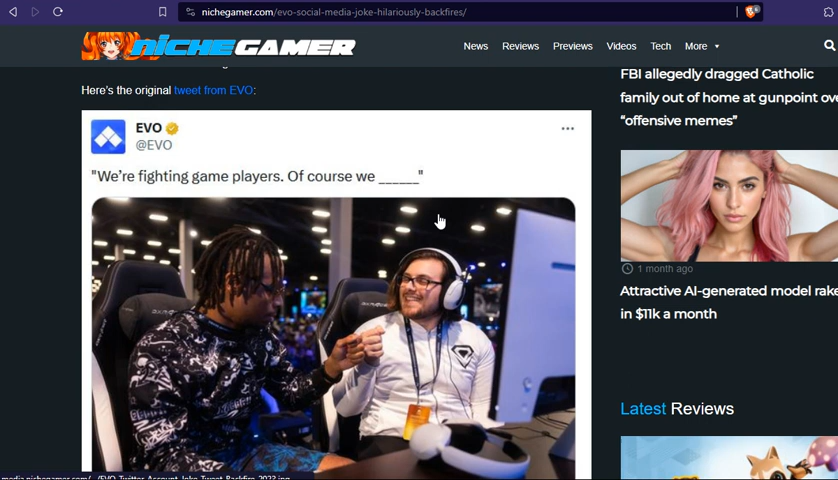 nichegamer.com/evo-social-media-joke-hilariously-backfires/
NICHEGAMER
News Reviews Previews Videos Tech More
Here's the original tweet from EVO:
EVO
@EVO
"We're fighting game players. Of course we ______"
FBI allegedly dragged Catholic
family out of home at gunpoint ov
"offensive memes"
1 month ago
Attractive AI-generated model rake
in $11k a month
Latest Reviews